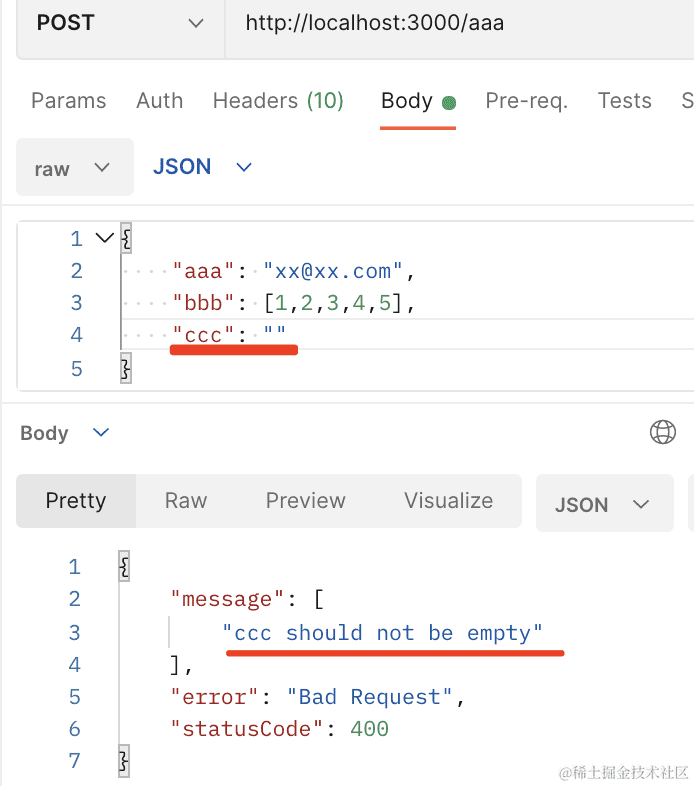 POST http://localhost:3000/aaa
Params Auth Headers (10) Body Pre-req. Tests S
raw JSON
1 {
2 "aaa": "xx@xx.com",
3 "bbb": [1,2,3,4,5],
4 "ccc": ""
5 }
Body
Pretty Raw Preview Visualize JSON
1 {
2 "message": [
3 "ccc should not be empty"
4 ],
5 "error": "Bad Request",
6 "statusCode": 400
7 }
@稀土掘金技术社区